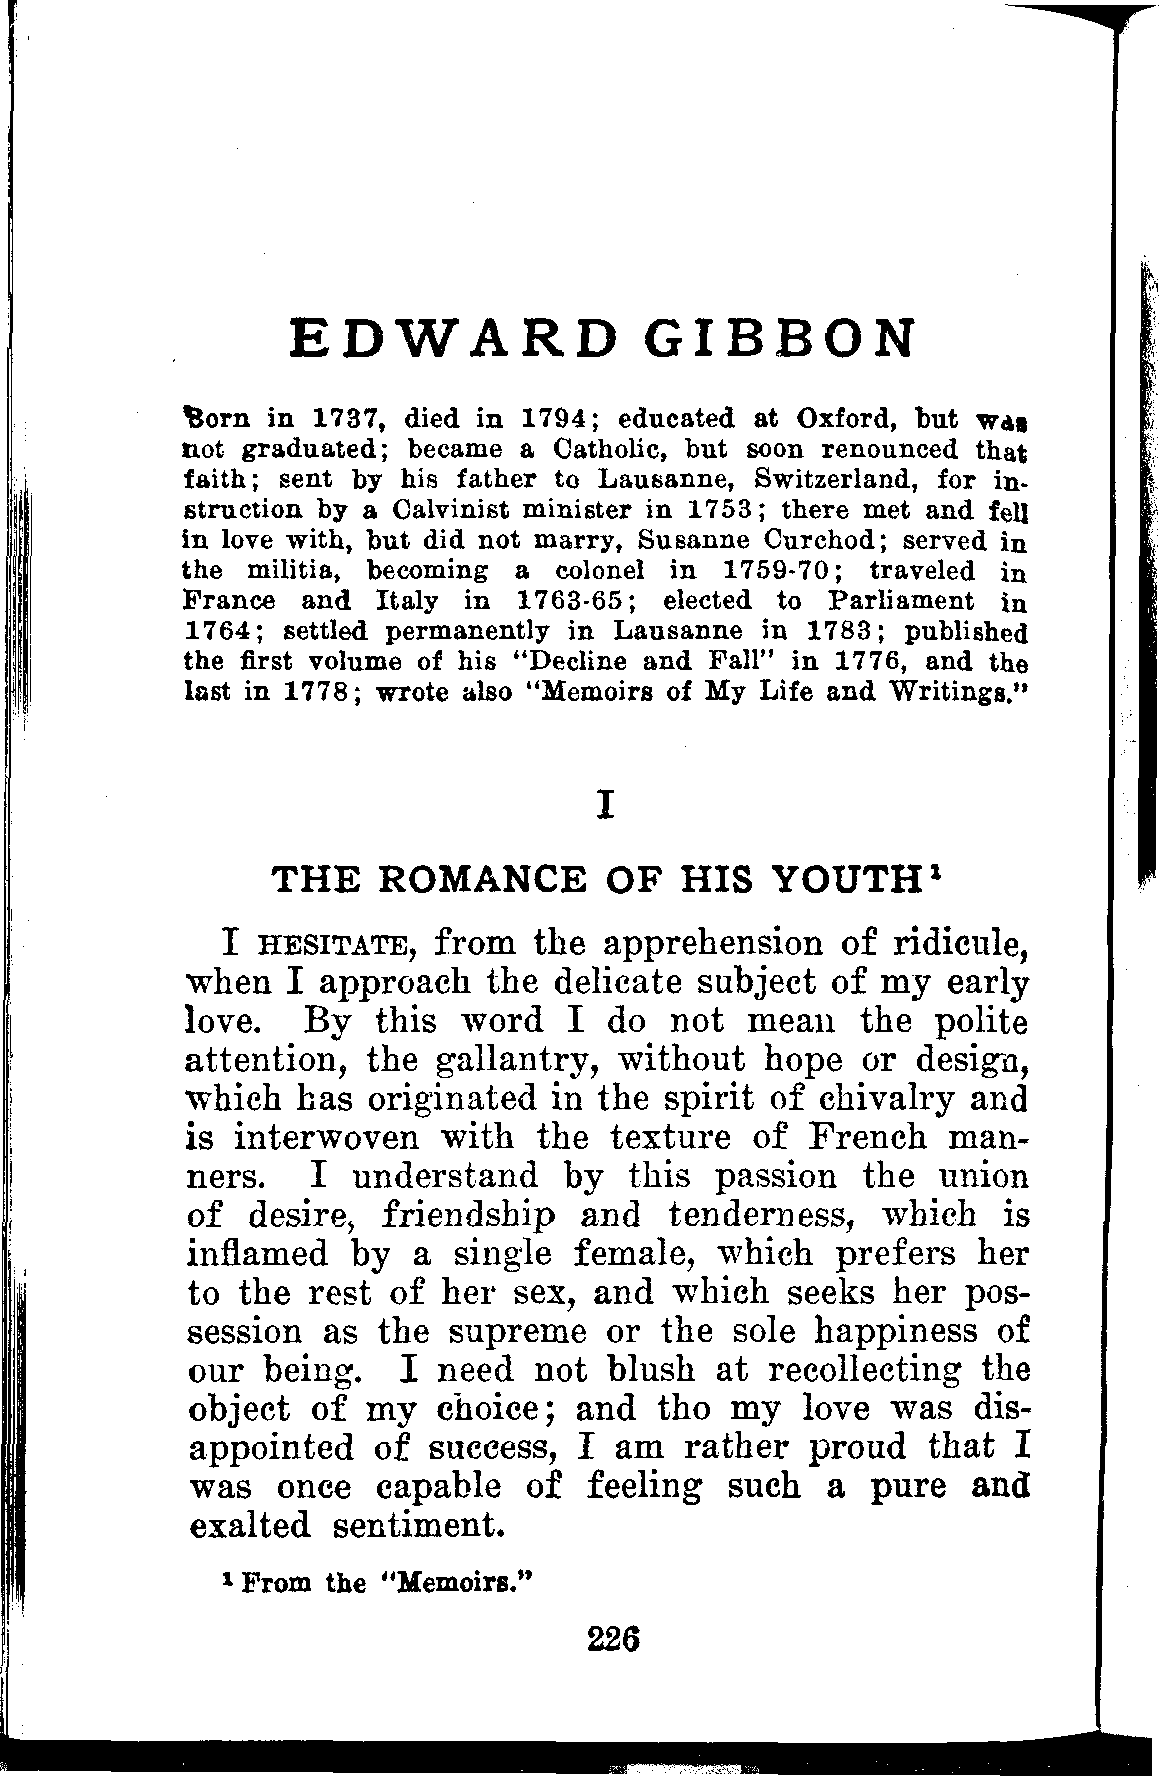 EDWARD GIBBON
Born in 1737, died in 1794; educated at Oxford, but was
not graduated; became a Catholic, but soon renounced that
faith; sent by his father to Lausanne, Switzerland, for in-
struction by a Calvinist minister in 1753; there met and fell
in love with, but did not marry, Susanne Curchod; served in
the militia, becoming a colonel in 1759-70; traveled in
France and Italy in 1763-65; elected to Parliament in
1764; settled permanently in Lausanne in 1783; published
the first volume of his "Decline and Fall" in 1776, and the
last in 1778; wrote also "Memoirs of My Life and Writings."
I
THE ROMANCE OF HIS YOUTH¹
I HESITATE, from the apprehension of ridicule,
when I approach the delicate subject of my early
love. By this word I do not mean the polite
attention, the gallantry, without hope or design,
which has originated in the spirit of chivalry and
is interwoven with the texture of French man-
ners. I understand by this passion the union
of desire, friendship and tenderness, which is
inflamed by a single female, which prefers her
to the rest of her sex, and which seeks her pos-
session as the supreme or the sole happiness of
our being. I need not blush at recollecting the
object of my choice; and tho my love was dis-
appointed of success, I am rather proud that I
was once capable of feeling such a pure and
exalted sentiment.
¹ From the "Memoirs."
226